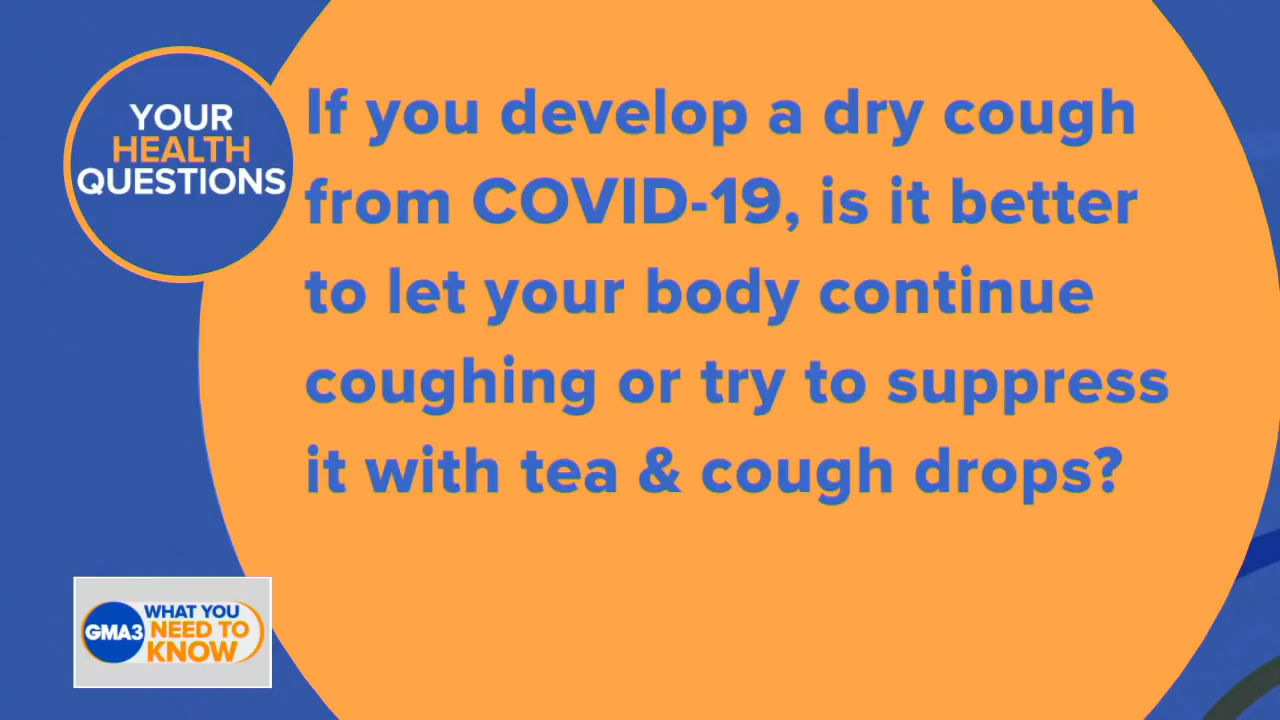 YOUR
HEALTH
QUESTIONS
If you develop a dry cough
from COVID-19, is it better
to let your body continue
coughing or try to suppress
it with tea & cough drops?
GMA3
WHAT YOU
NEED TO
KNOW